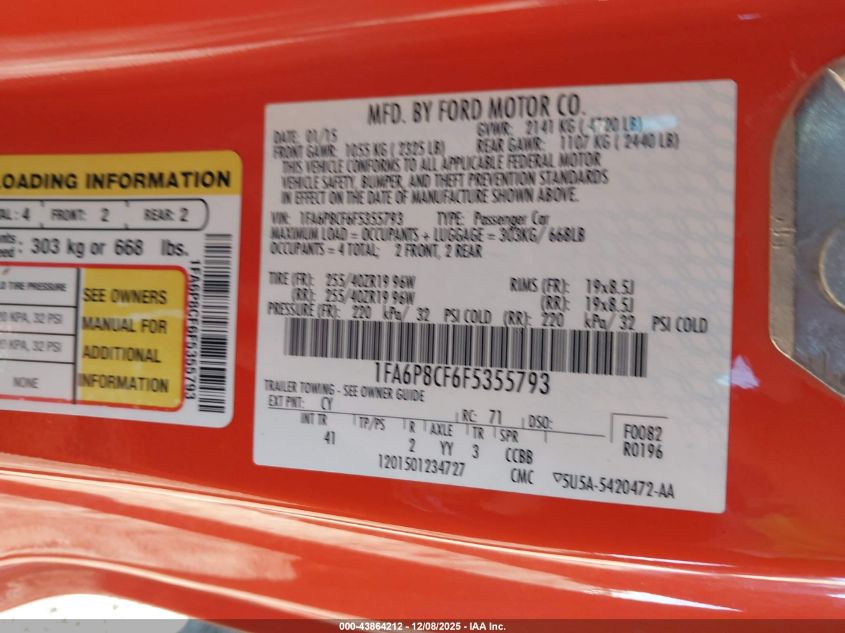 LOADING INFORMATION
AL: 4 FRONT: 2 REAR: 2
303 kg or 668 lbs.
TIRE PRESSURE
KPA, 32 PSI
KPA, 32 PSI
NONE
SEE OWNERS
MANUAL FOR
ADDITIONAL
INFORMATION
1FA6P8CF6F5355793
MFD. BY FORD MOTOR CO.
DATE: 01/15 GVWR: 2141 KG ( LB)
FRONT GAWR: 1055 KG ( 2325 LB) REAR GAWR: 1107 KG ( 2440 LB)
THIS VEHICLE CONFORMS TO ALL APPLICABLE FEDERAL MOTOR
VEHICLE SAFETY, BUMPER, AND THEFT PREVENTION STANDARDS
IN EFFECT ON THE DATE OF MANUFACTURE SHOWN ABOVE.
VIN: 1FA6P8CF6F5355793 TYPE: Passenger Car
MAXIMUM LOAD = OCCUPANTS + LUGGAGE = 303KG/ 668LB
OCCUPANTS = 4 TOTAL; 2 FRONT, 2 REAR
TIRE (FR): 255/40ZR19 96W RIMS (FR): 19x8.5J
(RR): 255/40ZR19 96W (RR): 19x8.5J
PRESSURE (FR): 220 kPa/ 32 PSI COLD (RR): 220 kPa/ 32 PSI COLD
1FA6P8CF6F5355793
TRAILER TOWING - SEE OWNER GUIDE
EXT PNT: CY RC: 71 DSO:
INT TR TP/PS R AXLE TR SPR F0082
41 2 YY 3 CCBB R0196
1201501234727 CMC ▽5U5A-5420472-AA
000-43864212 - 12/08/2025 - IAA Inc.